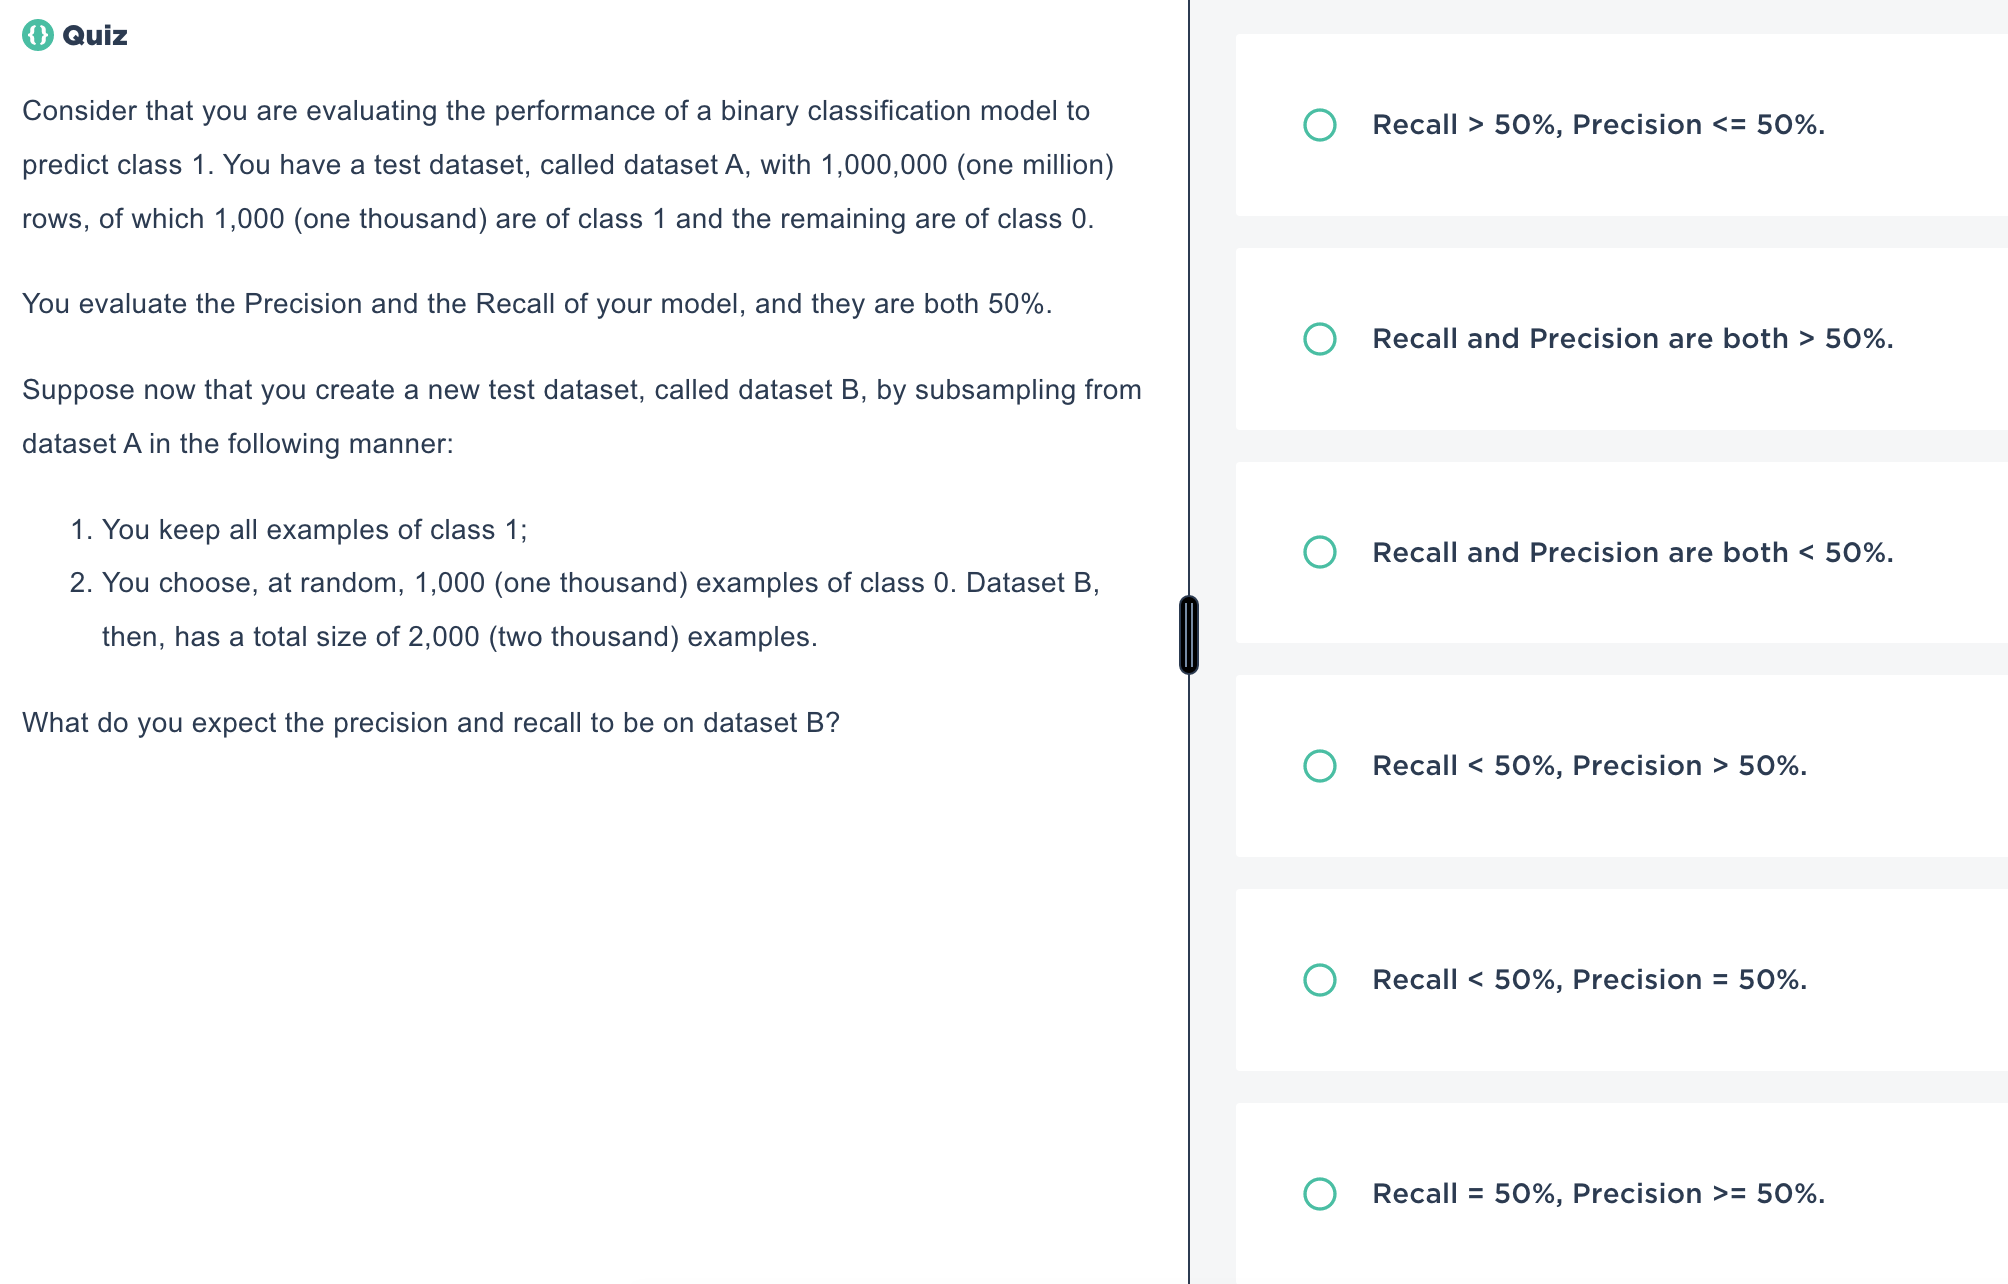 Quiz
Consider that you are evaluating the performance of a binary classification model to
predict class 1. You have a test dataset, called dataset A, with 1,000,000 (one million)
rows, of which 1,000 (one thousand) are of class 1 and the remaining are of class 0.
You evaluate the Precision and the Recall of your model, and they are both 50%.
Suppose now that you create a new test dataset, called dataset B, by subsampling from
dataset A in the following manner:
1. You keep all examples of class 1;
2. You choose, at random, 1,000 (one thousand) examples of class 0. Dataset B,
then, has a total size of 2,000 (two thousand) examples.
What do you expect the precision and recall to be on dataset B?
Recall > 50%, Precision <= 50%.
Recall and Precision are both > 50%.
Recall and Precision are both < 50%.
Recall < 50%, Precision > 50%.
Recall < 50%, Precision = 50%.
Recall = 50%, Precision >= 50%.